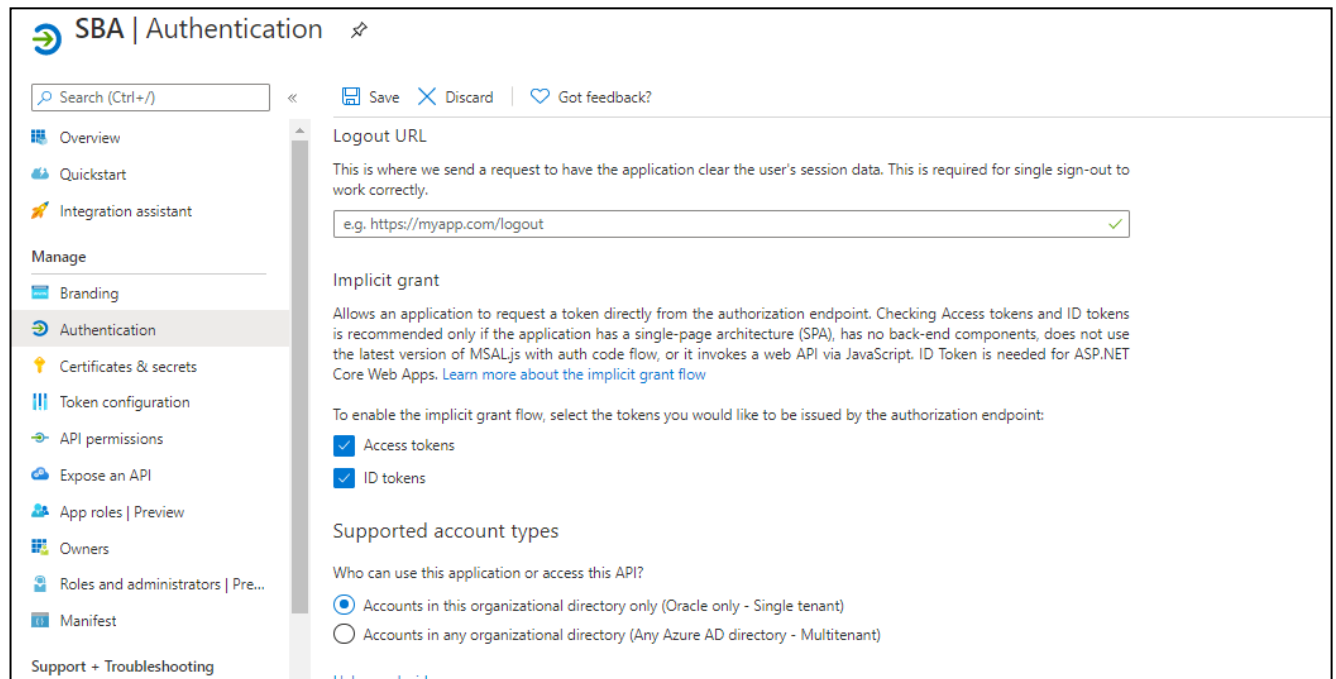 SBA | Authentication
Search (Ctrl+/)
«
Overview
Quickstart
Integration assistant
Manage
Branding
Authentication
Certificates & secrets
Token configuration
API permissions
Expose an API
App roles | Preview
Owners
Roles and administrators | Pre...
Manifest
Support + Troubleshooting
Save Discard Got feedback?
Logout URL
This is where we send a request to have the application clear the user's session data. This is required for single sign-out to
work correctly.
e.g. https://myapp.com/logout
Implicit grant
Allows an application to request a token directly from the authorization endpoint. Checking Access tokens and ID tokens
is recommended only if the application has a single-page architecture (SPA), has no back-end components, does not use
the latest version of MSAL.js with auth code flow, or it invokes a web API via JavaScript. ID Token is needed for ASP.NET
Core Web Apps. Learn more about the implicit grant flow
To enable the implicit grant flow, select the tokens you would like to be issued by the authorization endpoint:
Access tokens
ID tokens
Supported account types
Who can use this application or access this API?
Accounts in this organizational directory only (Oracle only - Single tenant)
Accounts in any organizational directory (Any Azure AD directory - Multitenant)